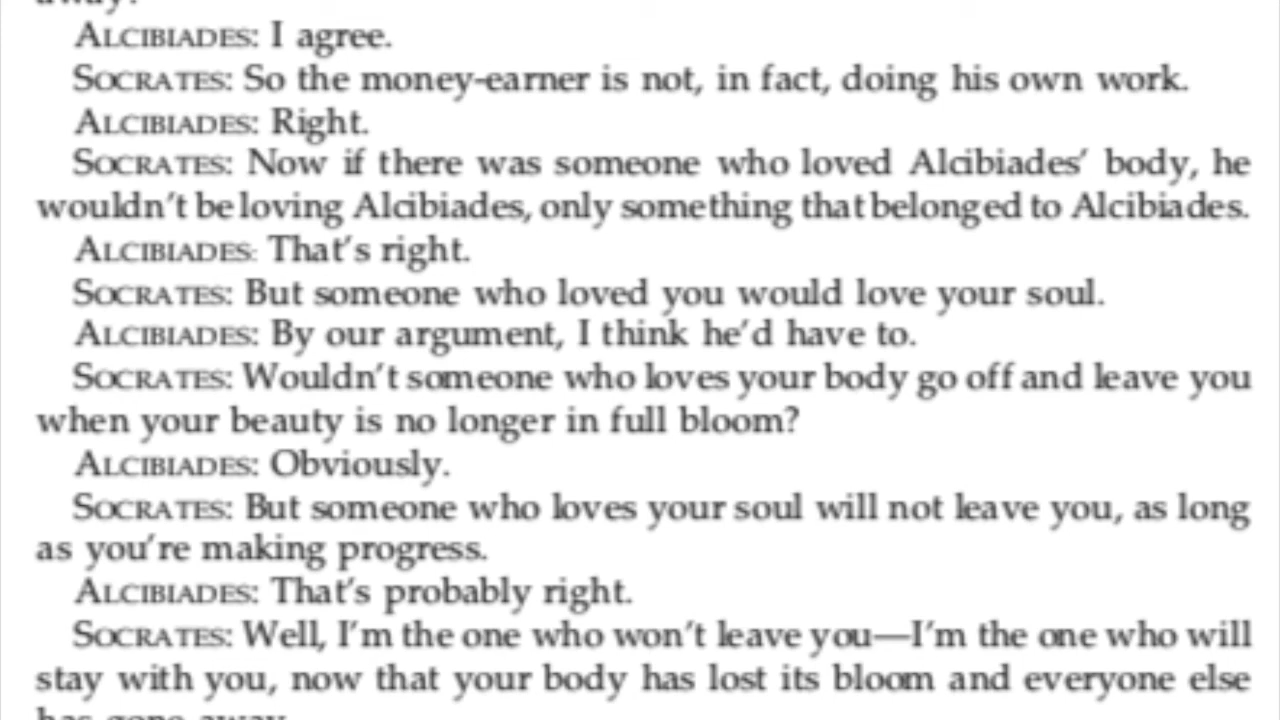 away?
ALCIBIADES: I agree.
SOCRATES: So the money-earner is not, in fact, doing his own work.
ALCIBIADES: Right.
SOCRATES: Now if there was someone who loved Alcibiades' body, he
wouldn't be loving Alcibiades, only something that belonged to Alcibiades.
ALCIBIADES: That's right.
SOCRATES: But someone who loved you would love your soul.
ALCIBIADES: By our argument, I think he'd have to.
SOCRATES: Wouldn't someone who loves your body go off and leave you
when your beauty is no longer in full bloom?
ALCIBIADES: Obviously.
SOCRATES: But someone who loves your soul will not leave you, as long
as you're making progress.
ALCIBIADES: That's probably right.
SOCRATES: Well, I'm the one who won't leave you—I'm the one who will
stay with you, now that your body has lost its bloom and everyone else
has gone away.